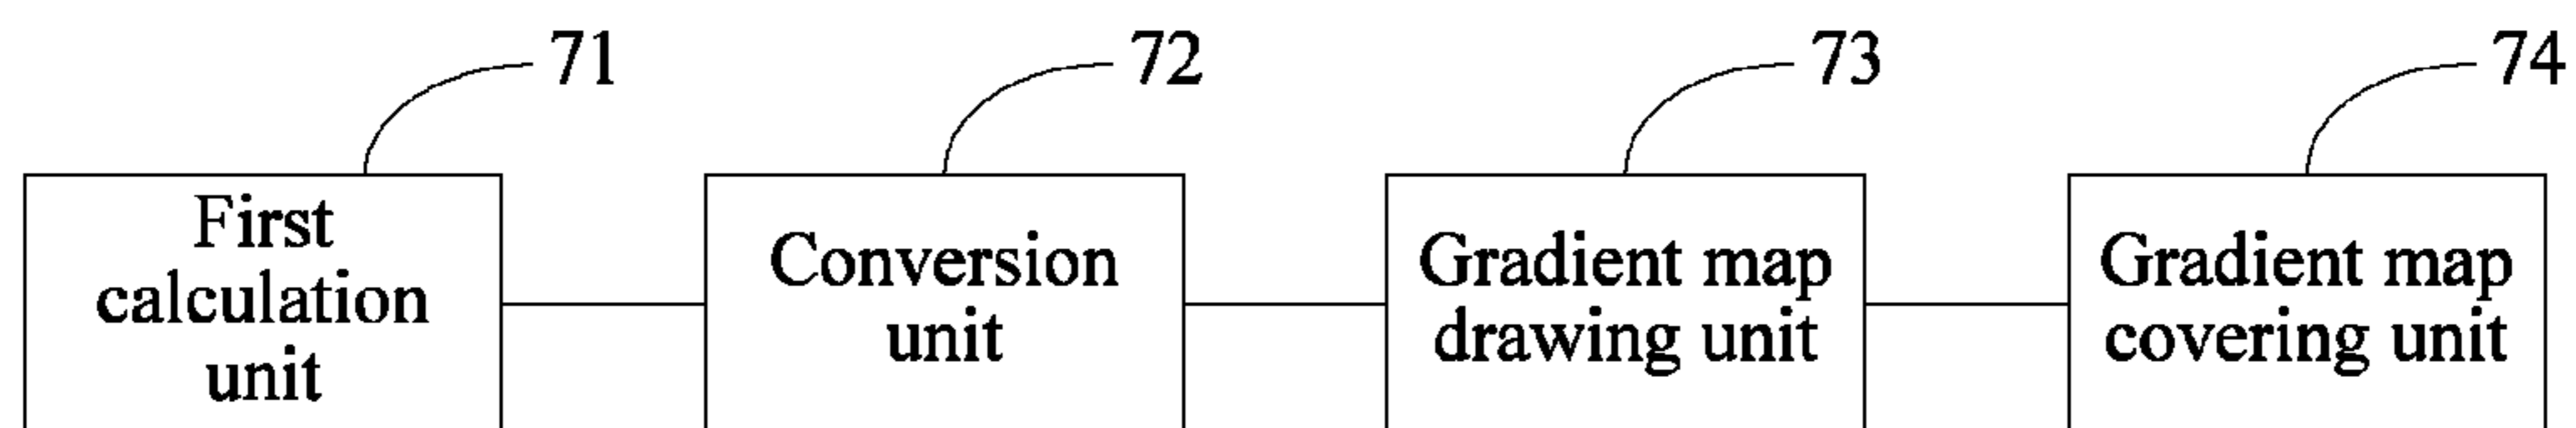 71
72
73
74
First
calculation
unit
Conversion
unit
Gradient map
drawing unit
Gradient map
covering unit